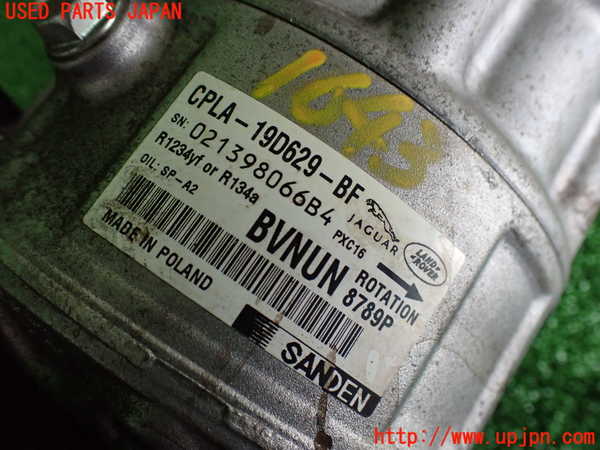 USED PARTS JAPAN
1643
CPLA-19D629-BF
SN: 021398066B4
R1234yf or R134a
OIL: SP-A2
JAGUAR
PXC16
LAND ROVER
BVNUN
ROTATION
8789P
MADE IN POLAND
SANDEN
http://www.upjpn.com/